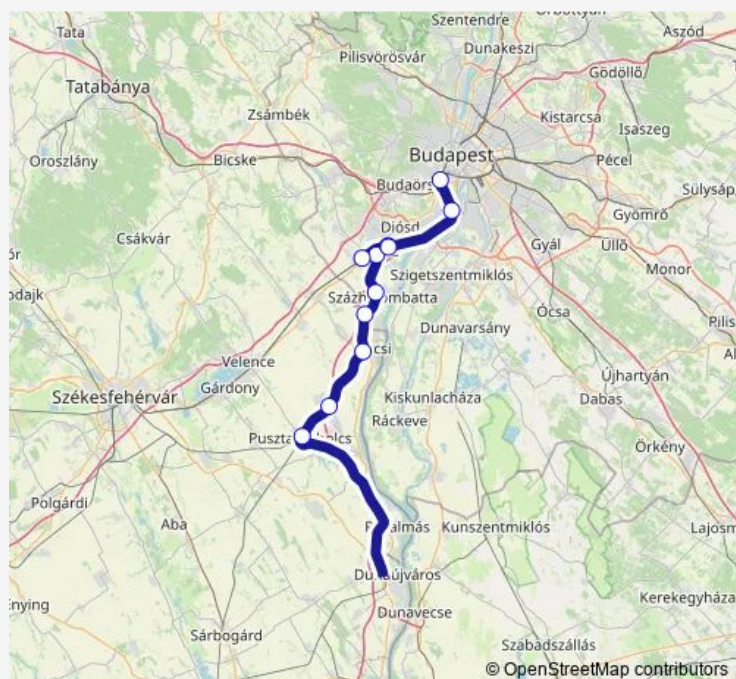 Szentendre
Tata
Dunakeszi
Aszód
Pilisvörösvár
Gödöllő
Tatabánya
Zsámbék
Kistarcsa
Isaszeg
Oroszlány
Bicske
Budapest
Pécel
Budaörs
Sülysáp
Gyömrő
Diósd
Csákvár
Gyál
Üllő
Szigetszentmiklós
Monor
Ócsa
Pilis
Dunavarsány
Velence
Újhartyán
Székesfehérvár
Gárdony
Kiskunlacháza
Dabas
Ráckeve
Örkény
Polgárdi
Aba
Kunszentmiklós
Lajosm
Enying
Dunaújváros
Kerekegyháza
Dunavecse
Sárbogárd
Szabadszállás
© OpenStreetMap contributors